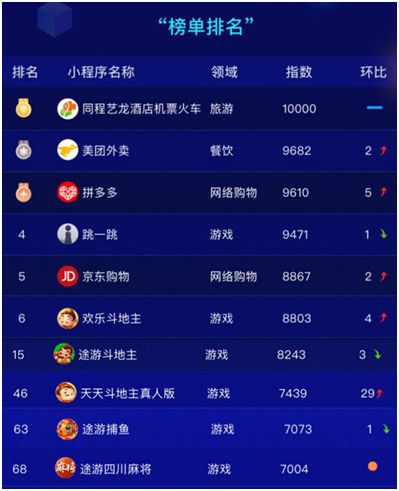 “榜单排名”
排名 小程序名称 领域 指数 环比
同程艺龙酒店机票火车 旅游 10000
美团外卖 餐饮 9682 2
拼多多 网络购物 9610 5
4 跳一跳 游戏 9471 1
5 JD 京东购物 网络购物 8867 2
6 欢乐斗地主 游戏 8803 4
15 途游斗地主 游戏 8243 3
46 天天斗地主真人版 游戏 7439 29
63 途游捕鱼 游戏 7073 1
68 麻将 途游四川麻将 游戏 7004